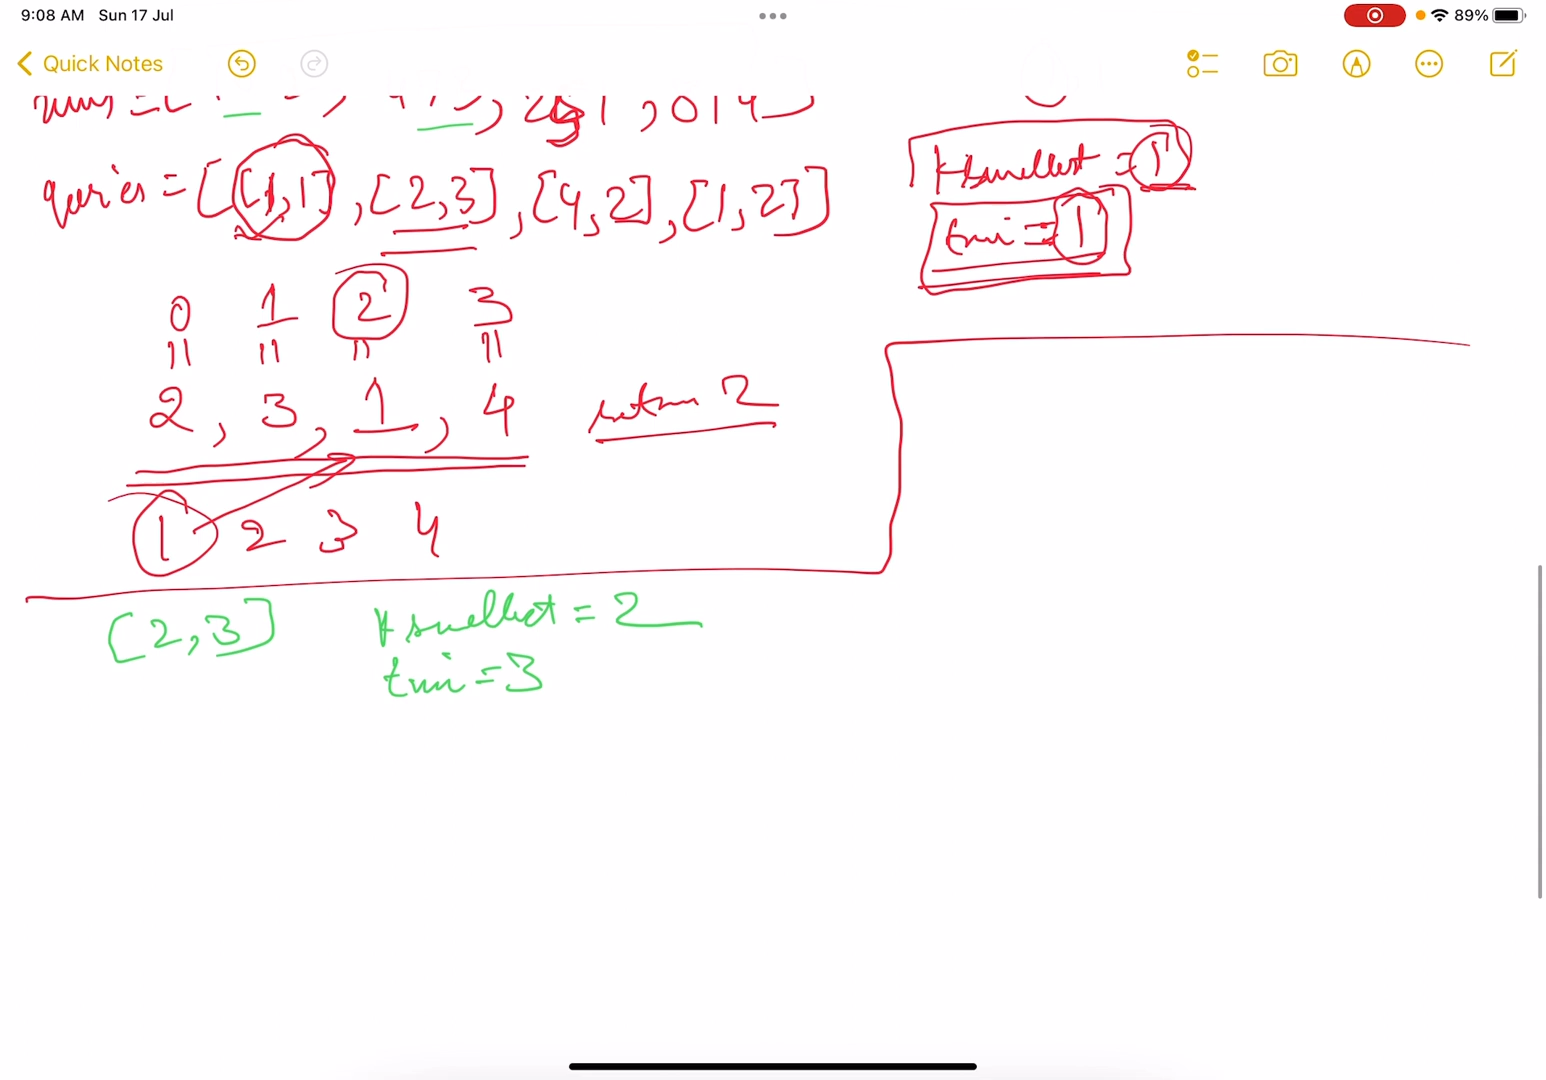 9:08 AM Sun 17 Jul
89%
Quick Notes
queries = [[1,1], [2,3], [4,2], [1,2]]
k smallest = 1
trim = 1
0 1 2 3
2, 3, 1, 4
return 2
1 2 3 4
[2,3] k smallest = 2
trim = 3